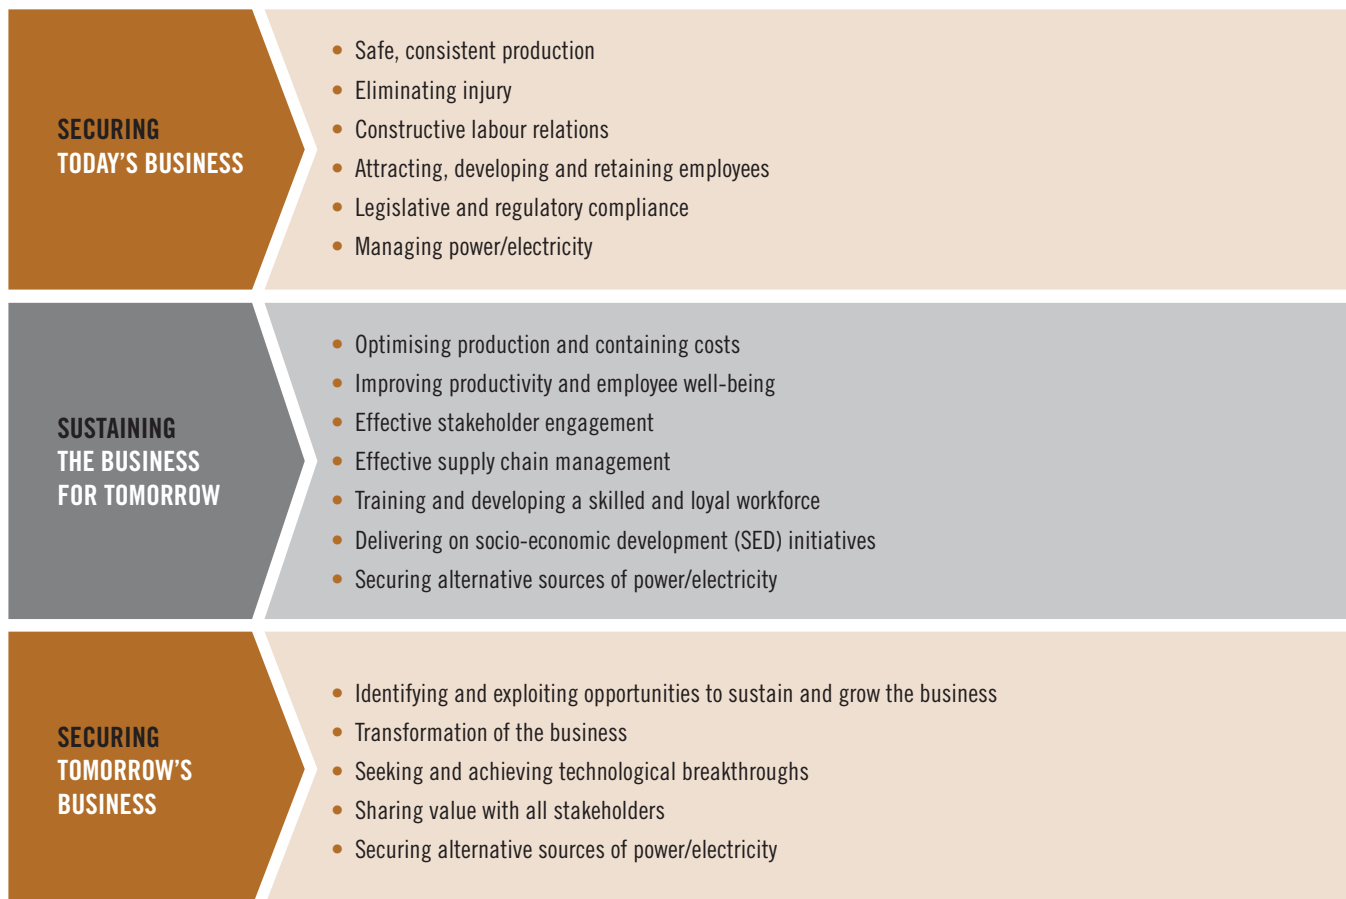 SECURING
TODAY’S BUSINESS
• Safe, consistent production
• Eliminating injury
• Constructive labour relations
• Attracting, developing and retaining employees
• Legislative and regulatory compliance
• Managing power/electricity
SUSTAINING
THE BUSINESS
FOR TOMORROW
• Optimising production and containing costs
• Improving productivity and employee well-being
• Effective stakeholder engagement
• Effective supply chain management
• Training and developing a skilled and loyal workforce
• Delivering on socio-economic development (SED) initiatives
• Securing alternative sources of power/electricity
SECURING
TOMORROW’S
BUSINESS
• Identifying and exploiting opportunities to sustain and grow the business
• Transformation of the business
• Seeking and achieving technological breakthroughs
• Sharing value with all stakeholders
• Securing alternative sources of power/electricity